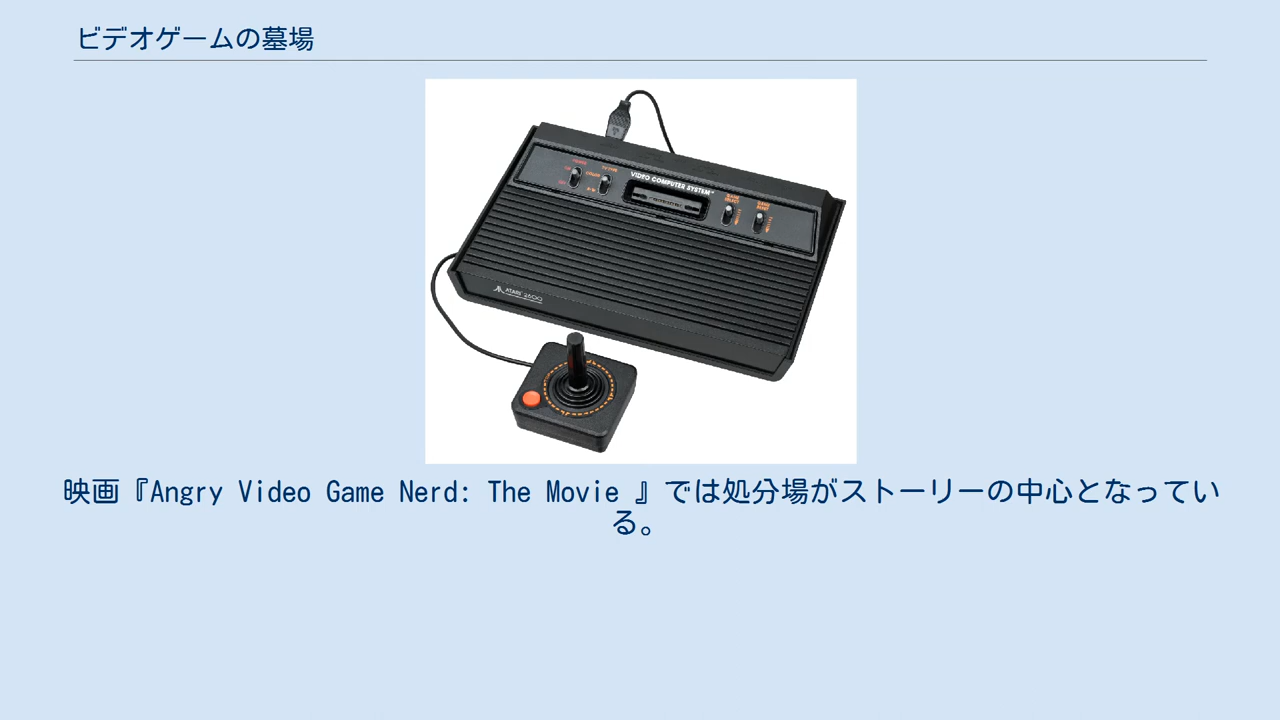 ビデオゲームの墓場
VIDEO COMPUTER SYSTEM
ATARI 2600
映画『Angry Video Game Nerd: The Movie 』では処分場がストーリーの中心となってい
る。